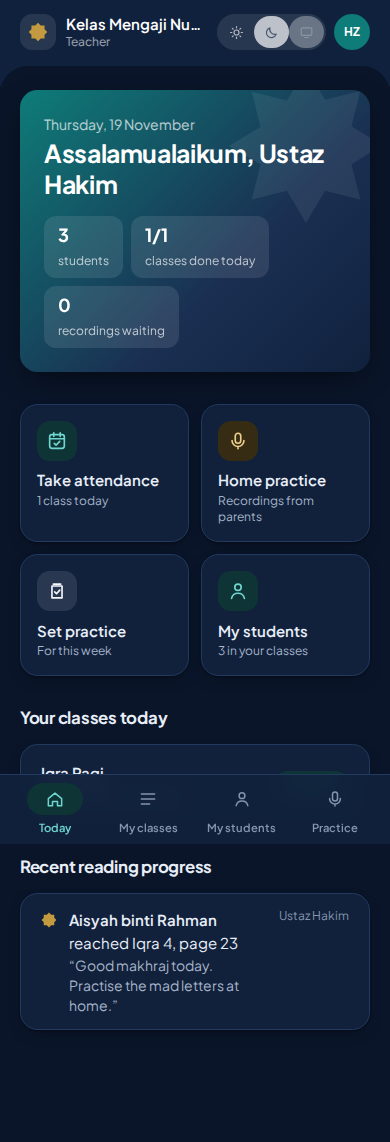 Kelas Mengaji Nu...
Teacher
HZ
Thursday, 19 November
Assalamualaikum, Ustaz
Hakim
3
students
1/1
classes done today
0
recordings waiting
Take attendance
1 class today
Home practice
Recordings from
parents
Set practice
For this week
My students
3 in your classes
Your classes today
Iqra Pagi
Today
My classes
My students
Practice
Recent reading progress
Aisyah binti Rahman
Ustaz Hakim
reached Iqra 4, page 23
“Good makhraj today.
Practise the mad letters at
home.”